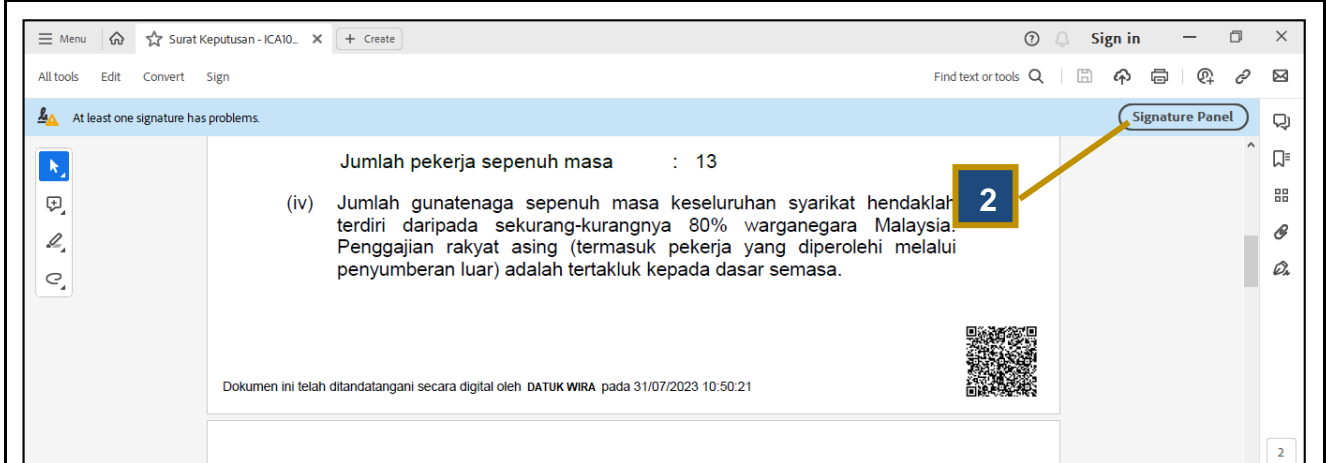 Menu
Surat Keputusan - ICA10...
+ Create
Sign in
All tools Edit Convert Sign
Find text or tools
At least one signature has problems.
Signature Panel
Jumlah pekerja sepenuh masa : 13
2
(iv) Jumlah gunatenaga sepenuh masa keseluruhan syarikat hendaklah
terdiri daripada sekurang-kurangnya 80% warganegara Malaysia.
Penggajian rakyat asing (termasuk pekerja yang diperolehi melalui
penyumberan luar) adalah tertakluk kepada dasar semasa.
Dokumen ini telah ditandatangani secara digital oleh DATUK WIRA pada 31/07/2023 10:50:21
2